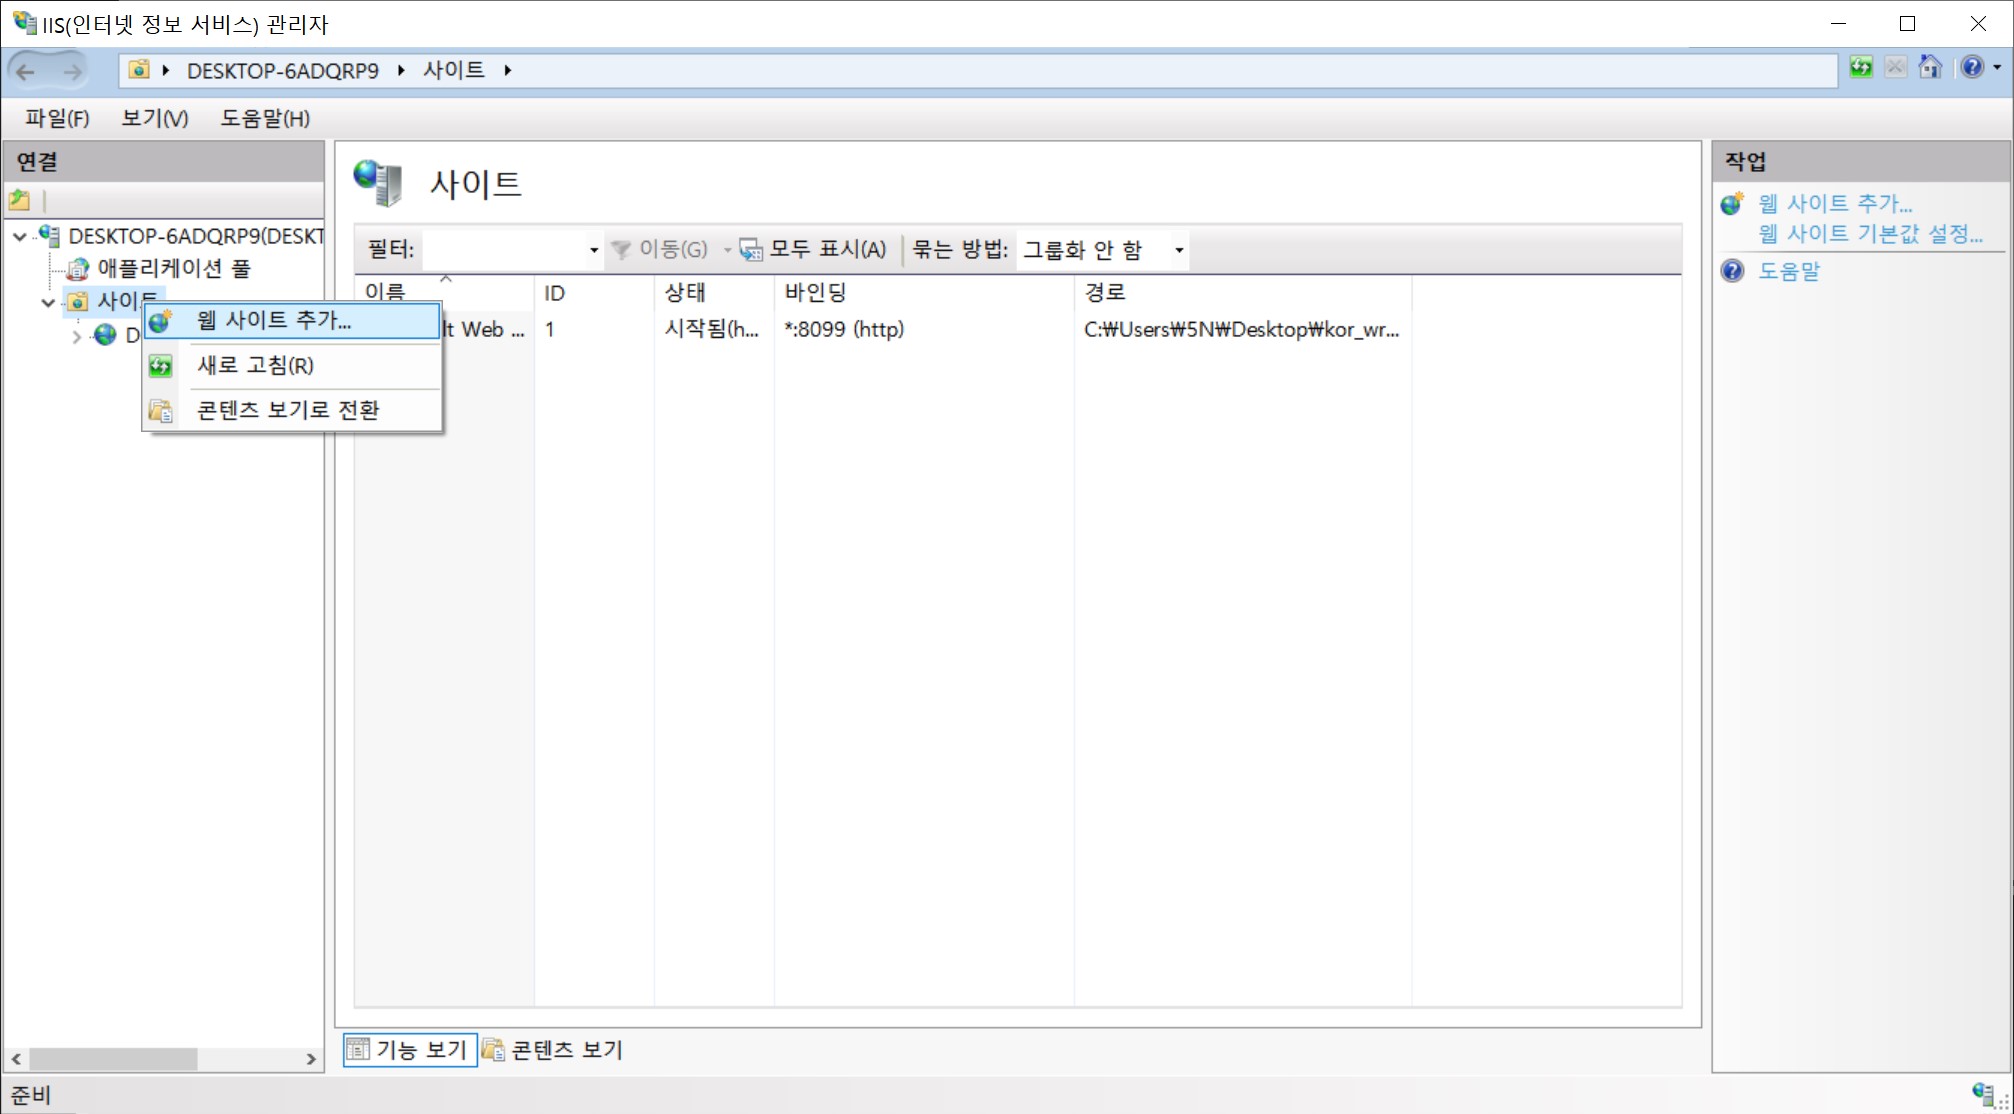 IIS(인터넷 정보 서비스) 관리자
DESKTOP-6ADQRP9 사이트
파일(F) 보기(V) 도움말(H)
연결
DESKTOP-6ADQRP9(DESKT
애플리케이션 풀
사이트
D
웹 사이트 추가...
새로 고침(R)
콘텐츠 보기로 전환
사이트
필터: 이동(G) 모두 표시(A) 묶는 방법: 그룹화 안 함
이름 ID 상태 바인딩 경로
lt Web ... 1 시작됨(h... *:8099 (http) C:₩Users₩5N₩Desktop₩kor_wr...
기능 보기 콘텐츠 보기
작업
웹 사이트 추가...
웹 사이트 기본값 설정...
도움말
준비